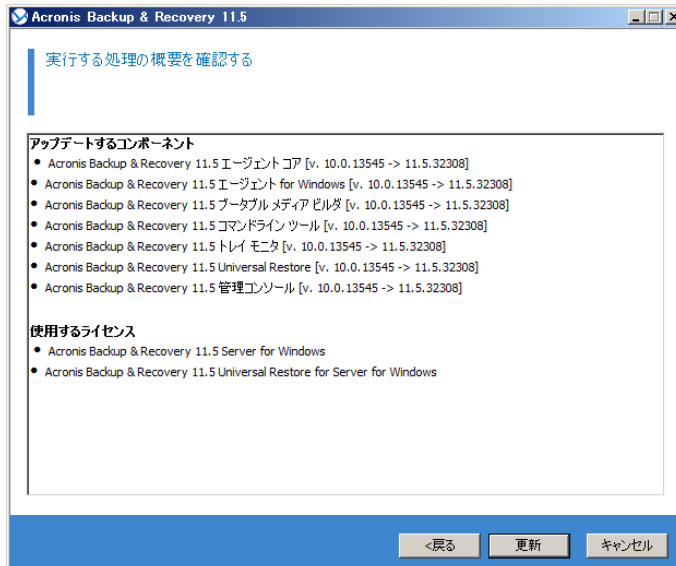 Acronis Backup & Recovery 11.5
実行する処理の概要を確認する
アップデートするコンポーネント
● Acronis Backup & Recovery 11.5 エージェント コア [v. 10.0.13545 -> 11.5.32308]
● Acronis Backup & Recovery 11.5 エージェント for Windows [v. 10.0.13545 -> 11.5.32308]
● Acronis Backup & Recovery 11.5 ブータブル メディア ビルダ [v. 10.0.13545 -> 11.5.32308]
● Acronis Backup & Recovery 11.5 コマンドライン ツール [v. 10.0.13545 -> 11.5.32308]
● Acronis Backup & Recovery 11.5 トレイ モニタ [v. 10.0.13545 -> 11.5.32308]
● Acronis Backup & Recovery 11.5 Universal Restore [v. 10.0.13545 -> 11.5.32308]
● Acronis Backup & Recovery 11.5 管理コンソール [v. 10.0.13545 -> 11.5.32308]
使用するライセンス
● Acronis Backup & Recovery 11.5 Server for Windows
● Acronis Backup & Recovery 11.5 Universal Restore for Server for Windows
<戻る 更新 キャンセル